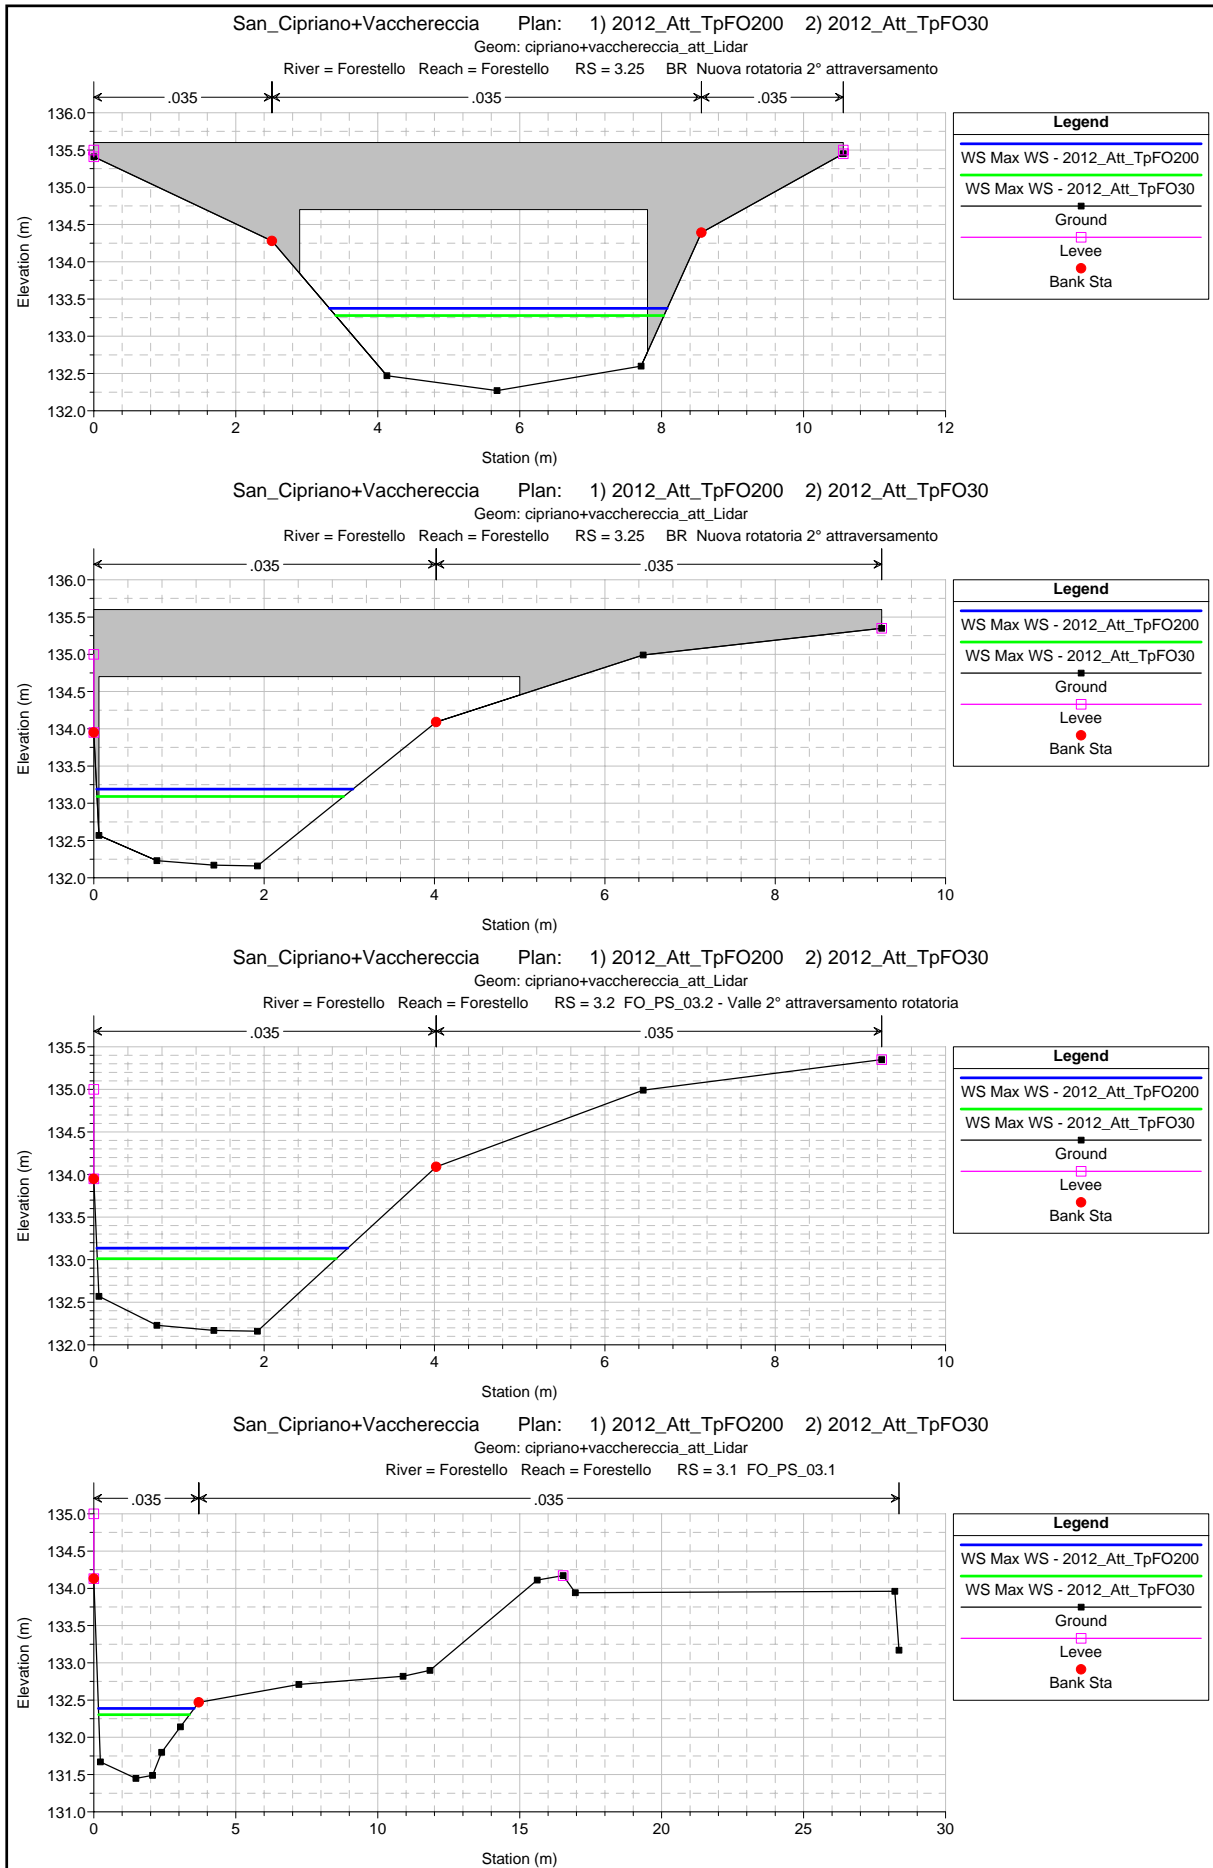 San_Cipriano+Vacchereccia Plan: 1) 2012_Att_TpFO200 2) 2012_Att_TpFO30
Geom: cipriano+vacchereccia_att_Lidar
River = Forestello Reach = Forestello RS = 3.25 BR Nuova rotatoria 2° attraversamento
.035 .035 .035
136.0
135.5
135.0
134.5
134.0
133.5
133.0
132.5
132.0
Elevation (m)
0 2 4 6 8 10 12
Station (m)
Legend
WS Max WS - 2012_Att_TpFO200
WS Max WS - 2012_Att_TpFO30
Ground
Levee
Bank Sta
San_Cipriano+Vacchereccia Plan: 1) 2012_Att_TpFO200 2) 2012_Att_TpFO30
Geom: cipriano+vacchereccia_att_Lidar
River = Forestello Reach = Forestello RS = 3.25 BR Nuova rotatoria 2° attraversamento
.035 .035
136.0
135.5
135.0
134.5
134.0
133.5
133.0
132.5
132.0
Elevation (m)
0 2 4 6 8 10
Station (m)
Legend
WS Max WS - 2012_Att_TpFO200
WS Max WS - 2012_Att_TpFO30
Ground
Levee
Bank Sta
San_Cipriano+Vacchereccia Plan: 1) 2012_Att_TpFO200 2) 2012_Att_TpFO30
Geom: cipriano+vacchereccia_att_Lidar
River = Forestello Reach = Forestello RS = 3.2 FO_PS_03.2 - Valle 2° attraversamento rotatoria
.035 .035
135.5
135.0
134.5
134.0
133.5
133.0
132.5
132.0
Elevation (m)
0 2 4 6 8 10
Station (m)
Legend
WS Max WS - 2012_Att_TpFO200
WS Max WS - 2012_Att_TpFO30
Ground
Levee
Bank Sta
San_Cipriano+Vacchereccia Plan: 1) 2012_Att_TpFO200 2) 2012_Att_TpFO30
Geom: cipriano+vacchereccia_att_Lidar
River = Forestello Reach = Forestello RS = 3.1 FO_PS_03.1
.035 .035
135.0
134.5
134.0
133.5
133.0
132.5
132.0
131.5
131.0
Elevation (m)
0 5 10 15 20 25 30
Station (m)
Legend
WS Max WS - 2012_Att_TpFO200
WS Max WS - 2012_Att_TpFO30
Ground
Levee
Bank Sta